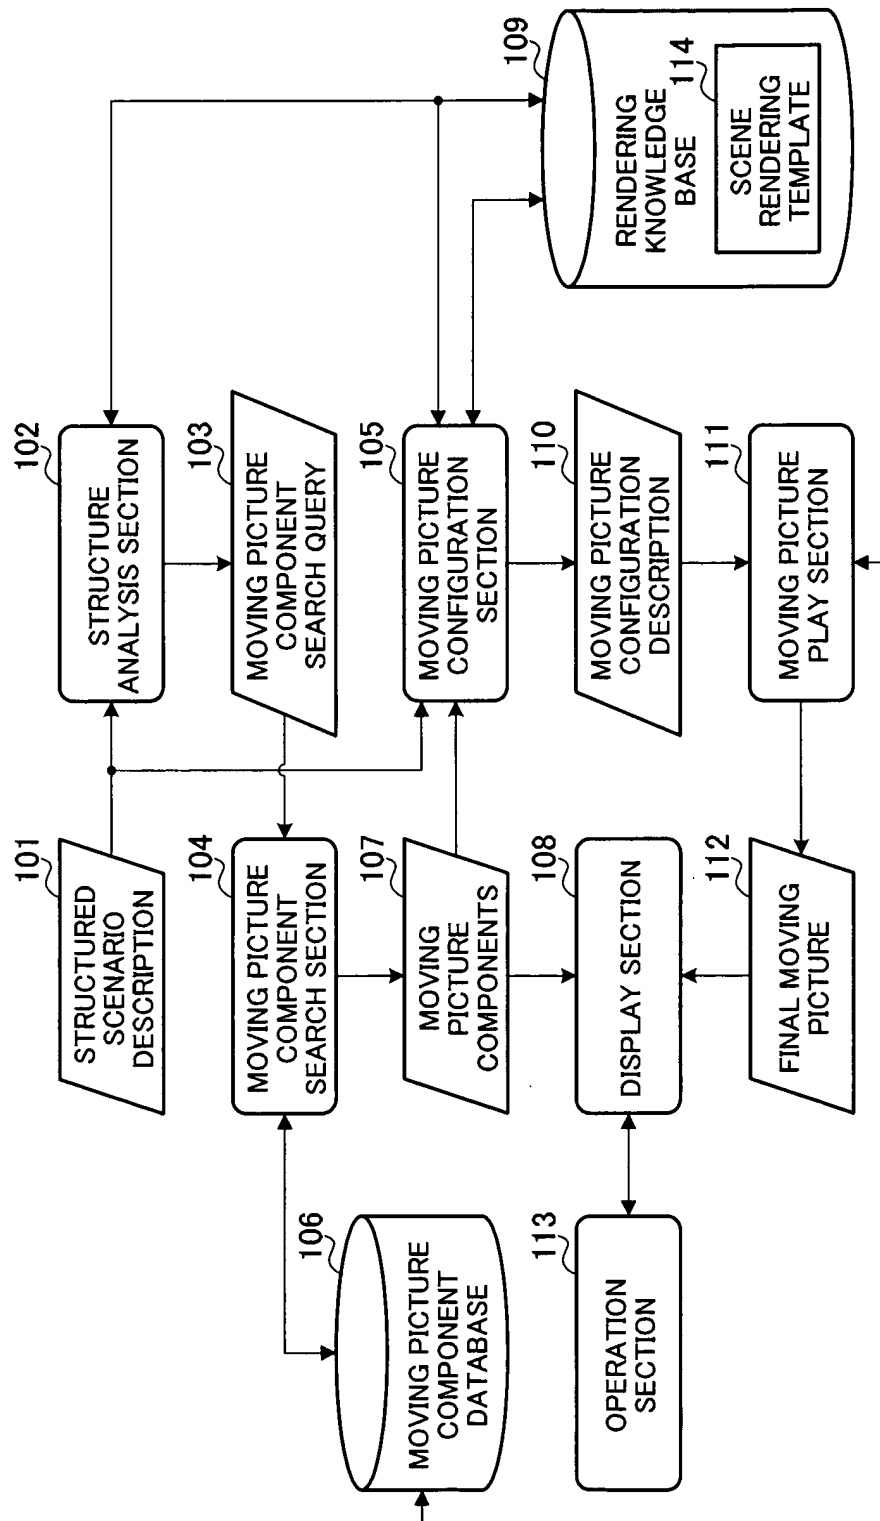 101
STRUCTURED
SCENARIO
DESCRIPTION
102
STRUCTURE
ANALYSIS SECTION
103
MOVING PICTURE
COMPONENT
SEARCH QUERY
104
MOVING PICTURE
COMPONENT
SEARCH SECTION
105
MOVING PICTURE
CONFIGURATION
SECTION
106
MOVING PICTURE
COMPONENT
DATABASE
107
MOVING
PICTURE
COMPONENTS
108
DISPLAY SECTION
109
RENDERING
KNOWLEDGE
BASE
114
SCENE
RENDERING
TEMPLATE
110
MOVING PICTURE
CONFIGURATION
DESCRIPTION
111
MOVING PICTURE
PLAY SECTION
112
FINAL MOVING
PICTURE
113
OPERATION
SECTION